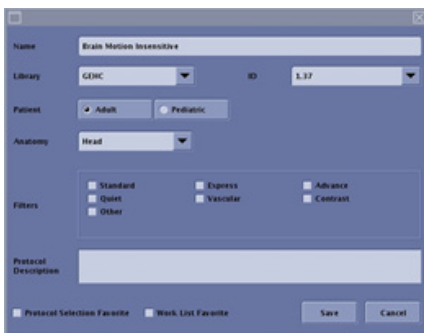 Name Brain Motion Insensitive
Library GEHC ID 1.37
Patient Adult Pediatric
Anatomy Head
Standard Express Advance
Filters Quiet Vascular Contrast
Other
Protocol
Description
Protocol Selection Favorite Work List Favorite Save Cancel